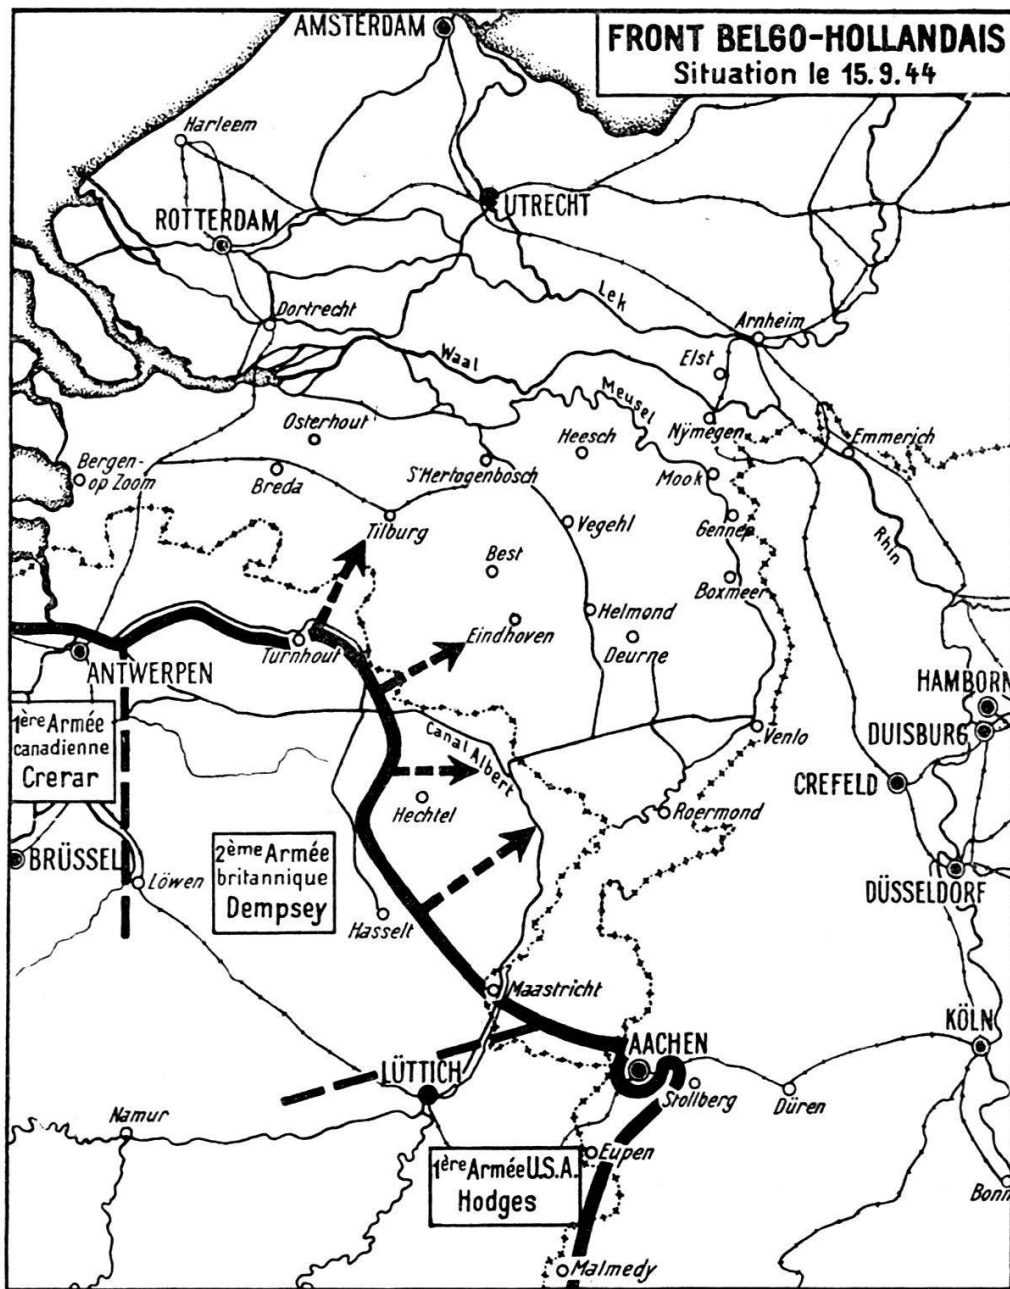 FRONT BELGO-HOLLANDAIS
Situation le 15.9.44
AMSTERDAM
Harleem
UTRECHT
ROTTERDAM
Lek
Dortrecht
Arnheim
Waal
Elst
Meusel
Nÿmegen
Osterhout
Heesch
Emmerich
Bergen-
op Zoom
Breda
S'Hertogenbosch
Mook
Tilburg
Vegehl
Gennep
Rhin
Best
Boxmeer
Helmond
Eindhoven
Turnhout
Deurne
ANTWERPEN
HAMBORN
1ère Armée
canadienne
Crerar
Canal Albert
Venlo
DUISBURG
CREFELD
Hechtel
Roermond
2ème Armée
britannique
Dempsey
BRÜSSEL
Löwen
DÜSSELDORF
Hasselt
Maastricht
KÖLN
AACHEN
LÜTTICH
Stollberg
Düren
Namur
1ère Armée U.S.A.
Hodges
Eupen
Bonn
Malmedy